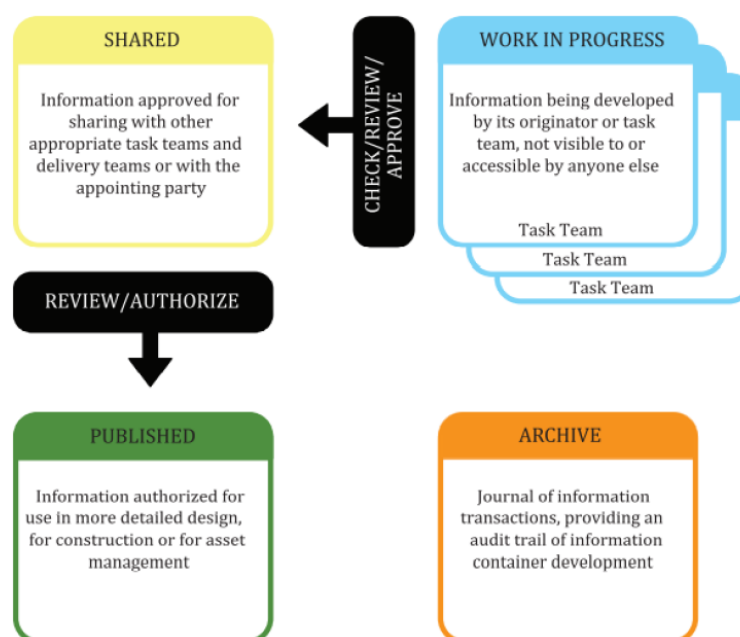 SHARED
Information approved for
sharing with other
appropriate task teams and
delivery teams or with the
appointing party
CHECK/REVIEW/
APPROVE
WORK IN PROGRESS
Information being developed
by its originator or task
team, not visible to or
accessible by anyone else
Task Team
Task Team
Task Team
REVIEW/AUTHORIZE
PUBLISHED
Information authorized for
use in more detailed design,
for construction or for asset
management
ARCHIVE
Journal of information
transactions, providing an
audit trail of information
container development